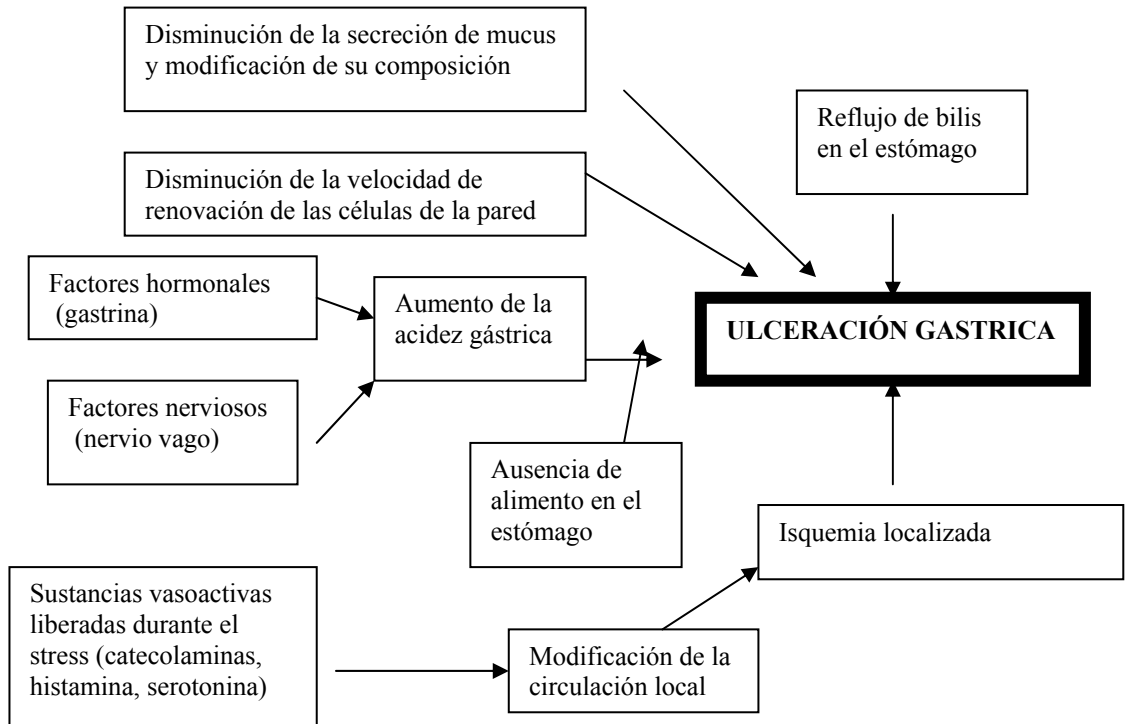 Disminución de la secreción de mucus
y modificación de su composición
Reflujo de bilis
en el estómago
Disminución de la velocidad de
renovación de las células de la pared
Factores hormonales
(gastrina)
Aumento de la
acidez gástrica
ULCERACIÓN GASTRICA
Factores nerviosos
(nervio vago)
Ausencia de
alimento en el
estómago
Isquemia localizada
Sustancias vasoactivas
liberadas durante el
stress (catecolaminas,
histamina, serotonina)
Modificación de la
circulación local